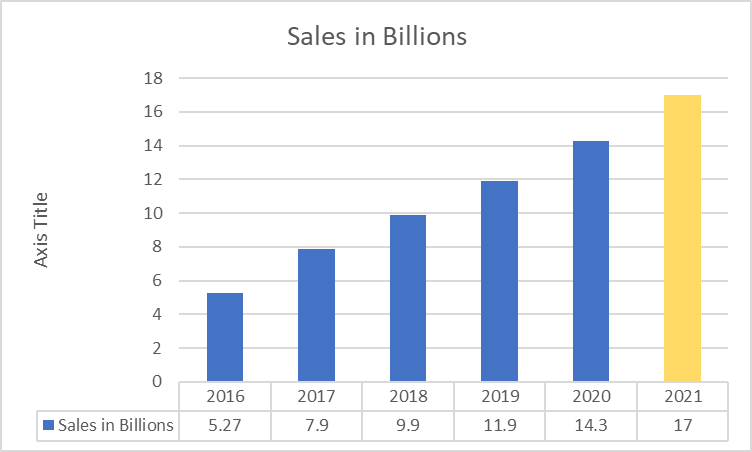 Sales in Billions
18
16
14
12
10
8
6
4
2
0
Axis Title
2016 2017 2018 2019 2020 2021
Sales in Billions 5.27 7.9 9.9 11.9 14.3 17